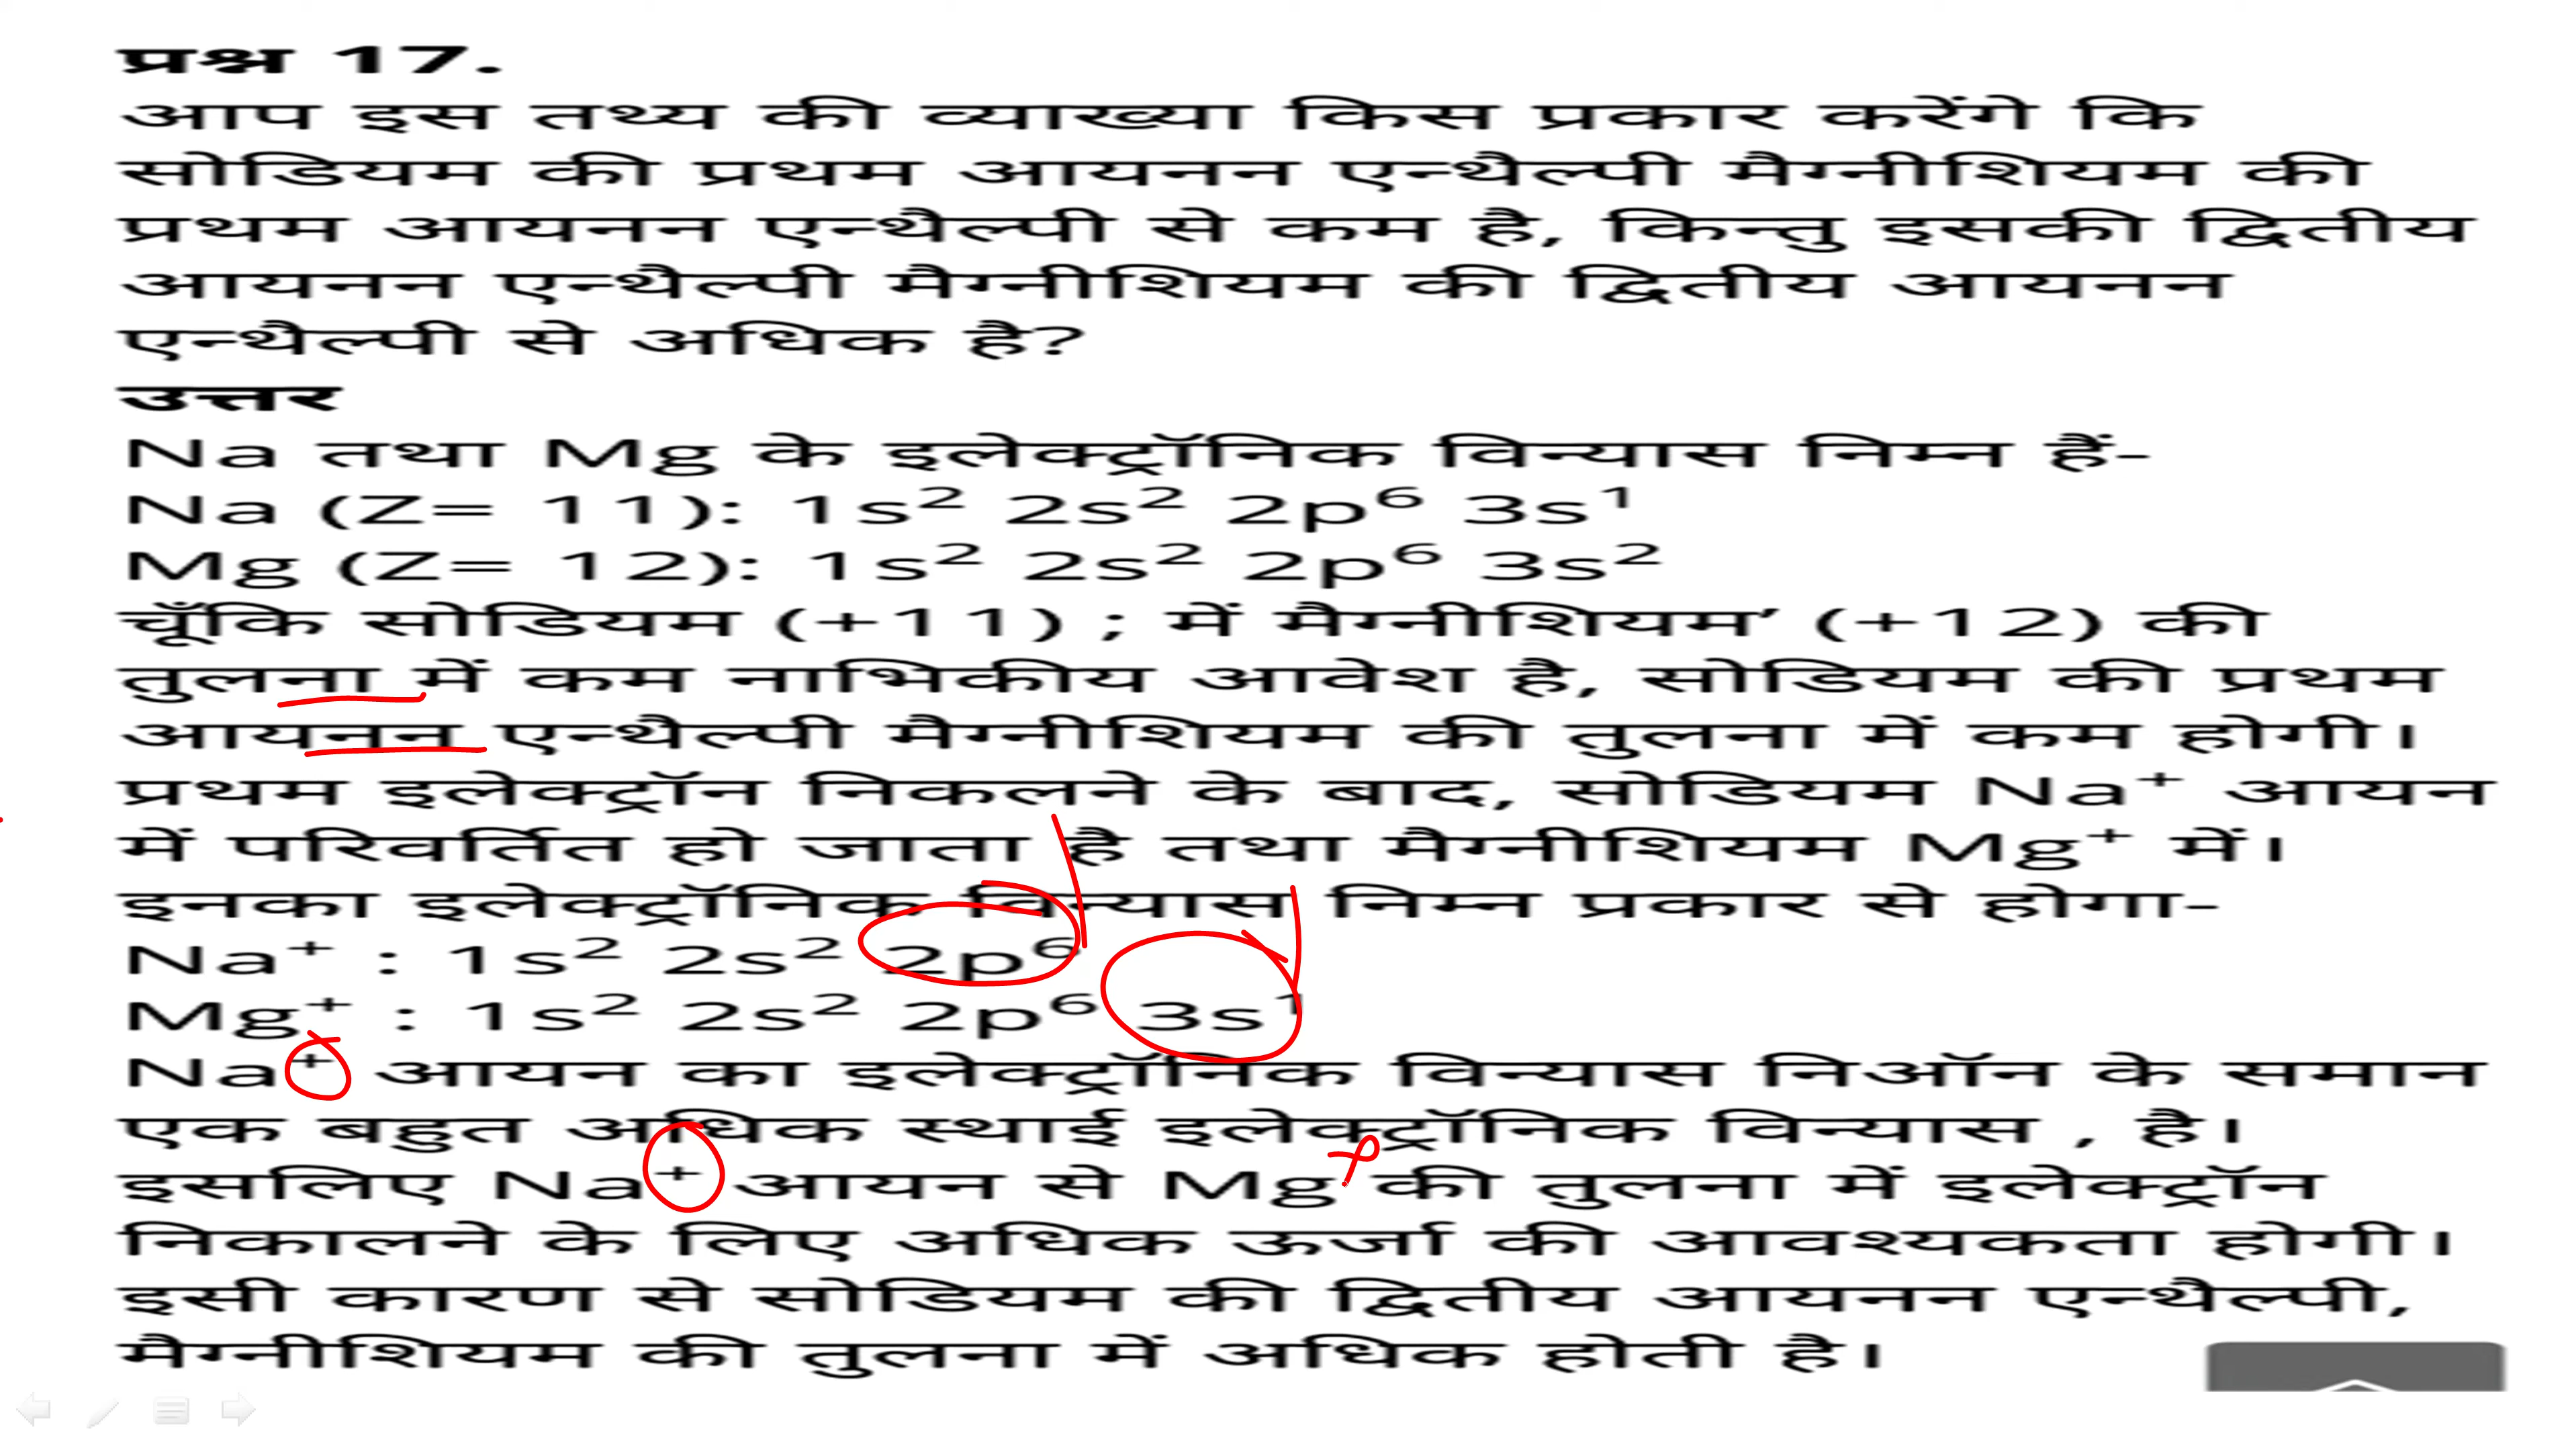 प्रश्न 17.
आप इस तथ्य की व्याख्या किस प्रकार करेंगे कि
सोडियम की प्रथम आयनन एन्थैल्पी मैग्नीशियम की
प्रथम आयनन एन्थैल्पी से कम है, किन्तु इसकी द्वितीय
आयनन एन्थैल्पी मैग्नीशियम की द्वितीय आयनन
एन्थैल्पी से अधिक है?
उत्तर
Na तथा Mg के इलेक्ट्रॉनिक विन्यास निम्न हैं-
Na (Z= 11): 1s² 2s² 2p⁶ 3s¹
Mg (Z= 12): 1s² 2s² 2p⁶ 3s²
चूँकि सोडियम (+11) ; में मैग्नीशियम’ (+12) की
तुलना में कम नाभिकीय आवेश है, सोडियम की प्रथम
आयनन एन्थैल्पी मैग्नीशियम की तुलना में कम होगी।
प्रथम इलेक्ट्रॉन निकलने के बाद, सोडियम Na⁺ आयन
में परिवर्तित हो जाता है तथा मैग्नीशियम Mg⁺ में।
इनका इलेक्ट्रॉनिक विन्यास निम्न प्रकार से होगा-
Na⁺ : 1s² 2s² 2p⁶
Mg⁺ : 1s² 2s² 2p⁶ 3s¹
Na⁺ आयन का इलेक्ट्रॉनिक विन्यास निऑन के समान
एक बहुत अधिक स्थाई इलेक्ट्रॉनिक विन्यास , है।
इसलिए Na⁺ आयन से Mg की तुलना में इलेक्ट्रॉन
निकालने के लिए अधिक ऊर्जा की आवश्यकता होगी।
इसी कारण से सोडियम की द्वितीय आयनन एन्थैल्पी,
मैग्नीशियम की तुलना में अधिक होती है।